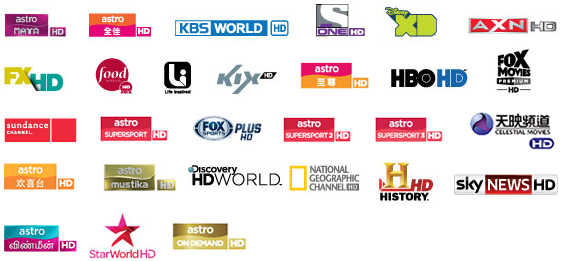 astro
MAYA HD
astro
全佳 HD
KBS WORLD HD
S
ONE HD
Disney
XD
AXN HD
FX HD
food
HD
Li
Life Inspired
KIX HD
astro
至尊 HD
HBO HD
FOX
MOVIES
PREMIUM
HD
sundance
CHANNEL.
astro
SUPERSPORT HD
FOX
SPORTS
PLUS
HD
astro
SUPERSPORT 2 HD
astro
SUPERSPORT 3 HD
天映频道
CELESTIAL MOVIES
HD
astro
欢喜台 HD
astro
mustika HD
Discovery
HD WORLD.
NATIONAL
GEOGRAPHIC
CHANNEL HD
H HD
HISTORY.
sky NEWS HD
astro
விண்மீன் HD
StarWorldHD
astro
ON DEMAND HD